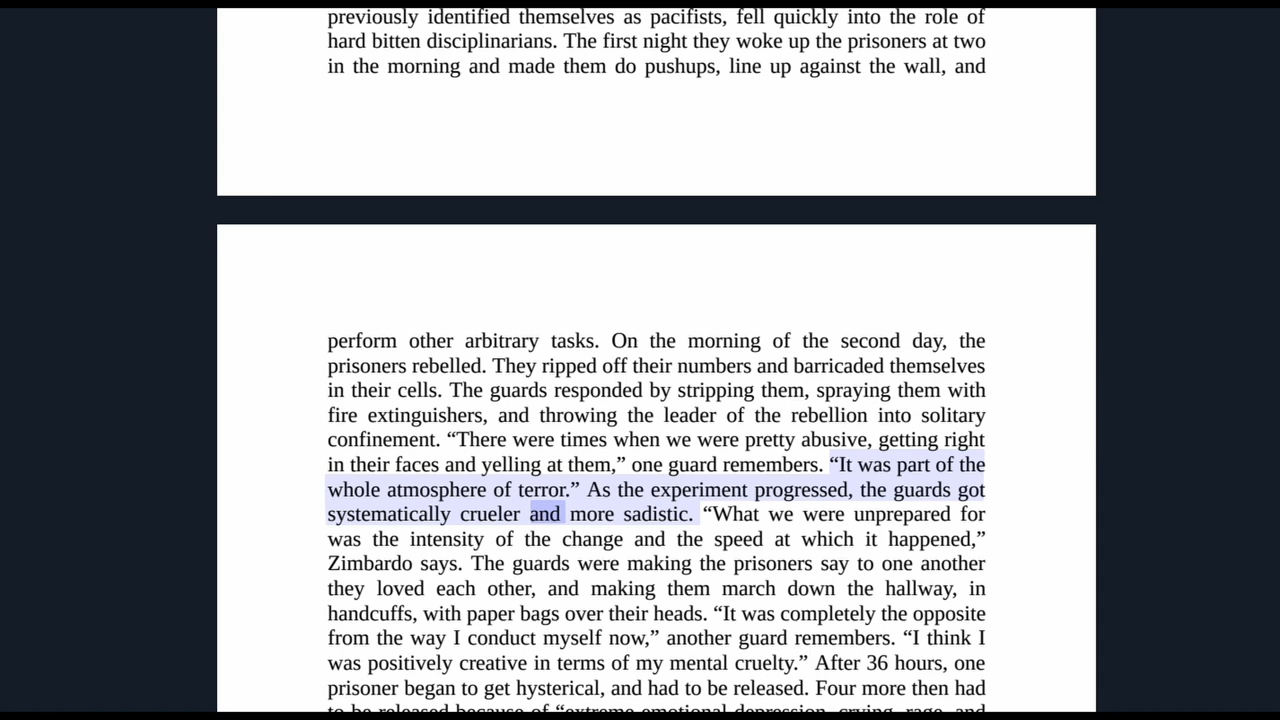 previously identified themselves as pacifists, fell quickly into the role of
hard bitten disciplinarians. The first night they woke up the prisoners at two
in the morning and made them do pushups, line up against the wall, and
perform other arbitrary tasks. On the morning of the second day, the
prisoners rebelled. They ripped off their numbers and barricaded themselves
in their cells. The guards responded by stripping them, spraying them with
fire extinguishers, and throwing the leader of the rebellion into solitary
confinement. “There were times when we were pretty abusive, getting right
in their faces and yelling at them,” one guard remembers. “It was part of the
whole atmosphere of terror.” As the experiment progressed, the guards got
systematically crueler and more sadistic. “What we were unprepared for
was the intensity of the change and the speed at which it happened,”
Zimbardo says. The guards were making the prisoners say to one another
they loved each other, and making them march down the hallway, in
handcuffs, with paper bags over their heads. “It was completely the opposite
from the way I conduct myself now,” another guard remembers. “I think I
was positively creative in terms of my mental cruelty.” After 36 hours, one
prisoner began to get hysterical, and had to be released. Four more then had
to be released because of “extreme emotional depression, crying, rage, and